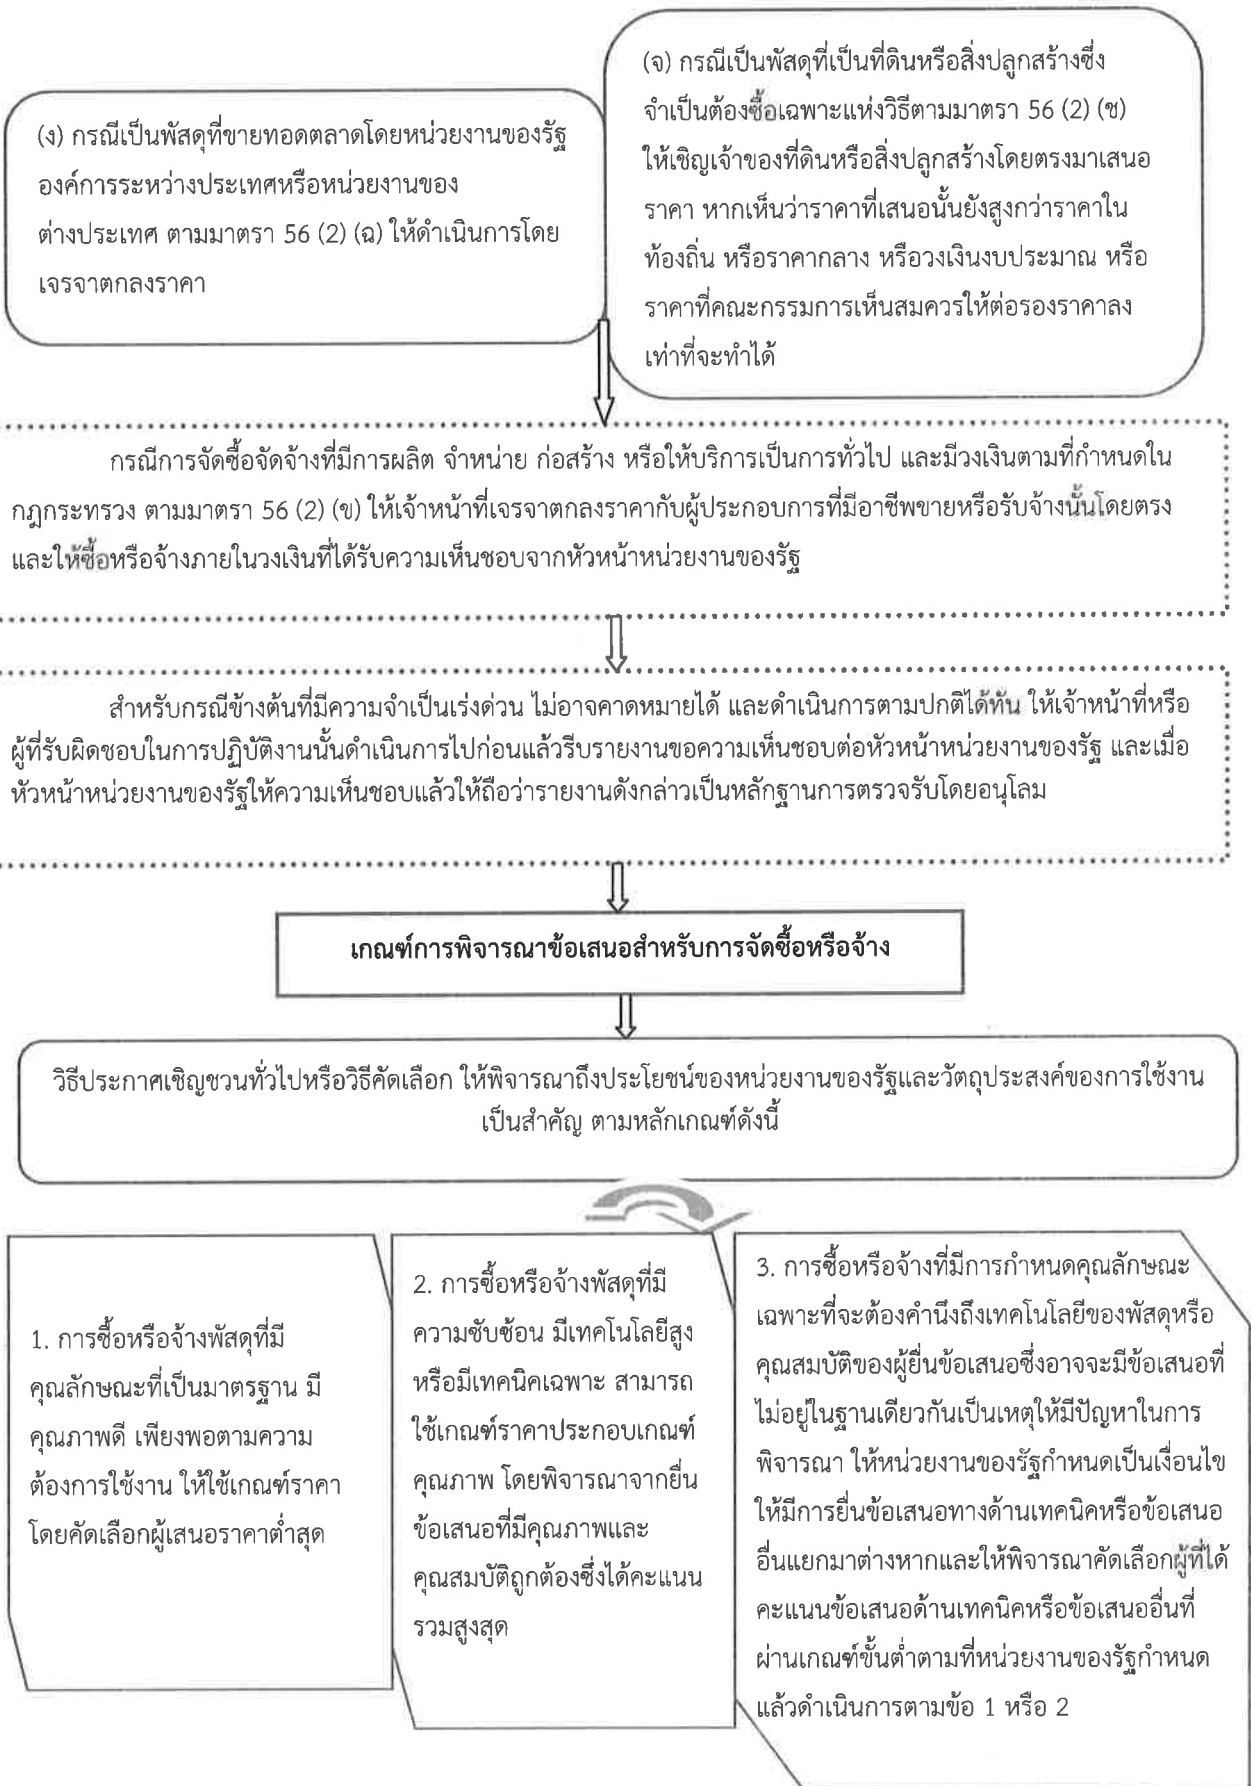 (ง) กรณีเป็นพัสดุที่ขายทอดตลาดโดยหน่วยงานของรัฐ
องค์การระหว่างประเทศหรือหน่วยงานของ
ต่างประเทศ ตามมาตรา 56 (2) (ฉ) ให้ดำเนินการโดย
เจรจาตกลงราคา
(จ) กรณีเป็นพัสดุที่เป็นที่ดินหรือสิ่งปลูกสร้างซึ่ง
จำเป็นต้องซื้อเฉพาะแห่งวิธีตามมาตรา 56 (2) (ช)
ให้เชิญเจ้าของที่ดินหรือสิ่งปลูกสร้างโดยตรงมาเสนอ
ราคา หากเห็นว่าราคาที่เสนอนั้นยังสูงกว่าราคาใน
ท้องถิ่น หรือราคากลาง หรือวงเงินงบประมาณ หรือ
ราคาที่คณะกรรมการเห็นสมควรให้ต่อรองราคาลง
เท่าที่จะทำได้
กรณีการจัดซื้อจัดจ้างที่มีการผลิต จำหน่าย ก่อสร้าง หรือให้บริการเป็นการทั่วไป และมีวงเงินตามที่กำหนดใน
กฎกระทรวง ตามมาตรา 56 (2) (ข) ให้เจ้าหน้าที่เจรจาตกลงราคากับผู้ประกอบการที่มีอาชีพขายหรือรับจ้างนั้นโดยตรง
และให้ซื้อหรือจ้างภายในวงเงินที่ได้รับความเห็นชอบจากหัวหน้าหน่วยงานของรัฐ
สำหรับกรณีข้างต้นที่มีความจำเป็นเร่งด่วน ไม่อาจคาดหมายได้ และดำเนินการตามปกติได้ทัน ให้เจ้าหน้าที่หรือ
ผู้ที่รับผิดชอบในการปฏิบัติงานนั้นดำเนินการไปก่อนแล้วรีบรายงานขอความเห็นชอบต่อหัวหน้าหน่วยงานของรัฐ และเมื่อ
หัวหน้าหน่วยงานของรัฐให้ความเห็นชอบแล้วให้ถือว่ารายงานดังกล่าวเป็นหลักฐานการตรวจรับโดยอนุโลม
เกณฑ์การพิจารณาข้อเสนอสำหรับการจัดซื้อหรือจ้าง
วิธีประกาศเชิญชวนทั่วไปหรือวิธีคัดเลือก ให้พิจารณาถึงประโยชน์ของหน่วยงานของรัฐและวัตถุประสงค์ของการใช้งาน
เป็นสำคัญ ตามหลักเกณฑ์ดังนี้
1. การซื้อหรือจ้างพัสดุที่มี
คุณลักษณะที่เป็นมาตรฐาน มี
คุณภาพดี เพียงพอตามความ
ต้องการใช้งาน ให้ใช้เกณฑ์ราคา
โดยคัดเลือกผู้เสนอราคาต่ำสุด
2. การซื้อหรือจ้างพัสดุที่มี
ความซับซ้อน มีเทคโนโลยีสูง
หรือมีเทคนิคเฉพาะ สามารถ
ใช้เกณฑ์ราคาประกอบเกณฑ์
คุณภาพ โดยพิจารณาจากยื่น
ข้อเสนอที่มีคุณภาพและ
คุณสมบัติถูกต้องซึ่งได้คะแนน
รวมสูงสุด
3. การซื้อหรือจ้างที่มีการกำหนดคุณลักษณะ
เฉพาะที่จะต้องคำนึงถึงเทคโนโลยีของพัสดุหรือ
คุณสมบัติของผู้ยื่นข้อเสนอซึ่งอาจจะมีข้อเสนอที่
ไม่อยู่ในฐานเดียวกันเป็นเหตุให้มีปัญหาในการ
พิจารณา ให้หน่วยงานของรัฐกำหนดเป็นเงื่อนไข
ให้มีการยื่นข้อเสนอทางด้านเทคนิคหรือข้อเสนอ
อื่นแยกมาต่างหากและให้พิจารณาคัดเลือกผู้ที่ได้
คะแนนข้อเสนอด้านเทคนิคหรือข้อเสนออื่นที่
ผ่านเกณฑ์ขั้นต่ำตามที่หน่วยงานของรัฐกำหนด
แล้วดำเนินการตามข้อ 1 หรือ 2